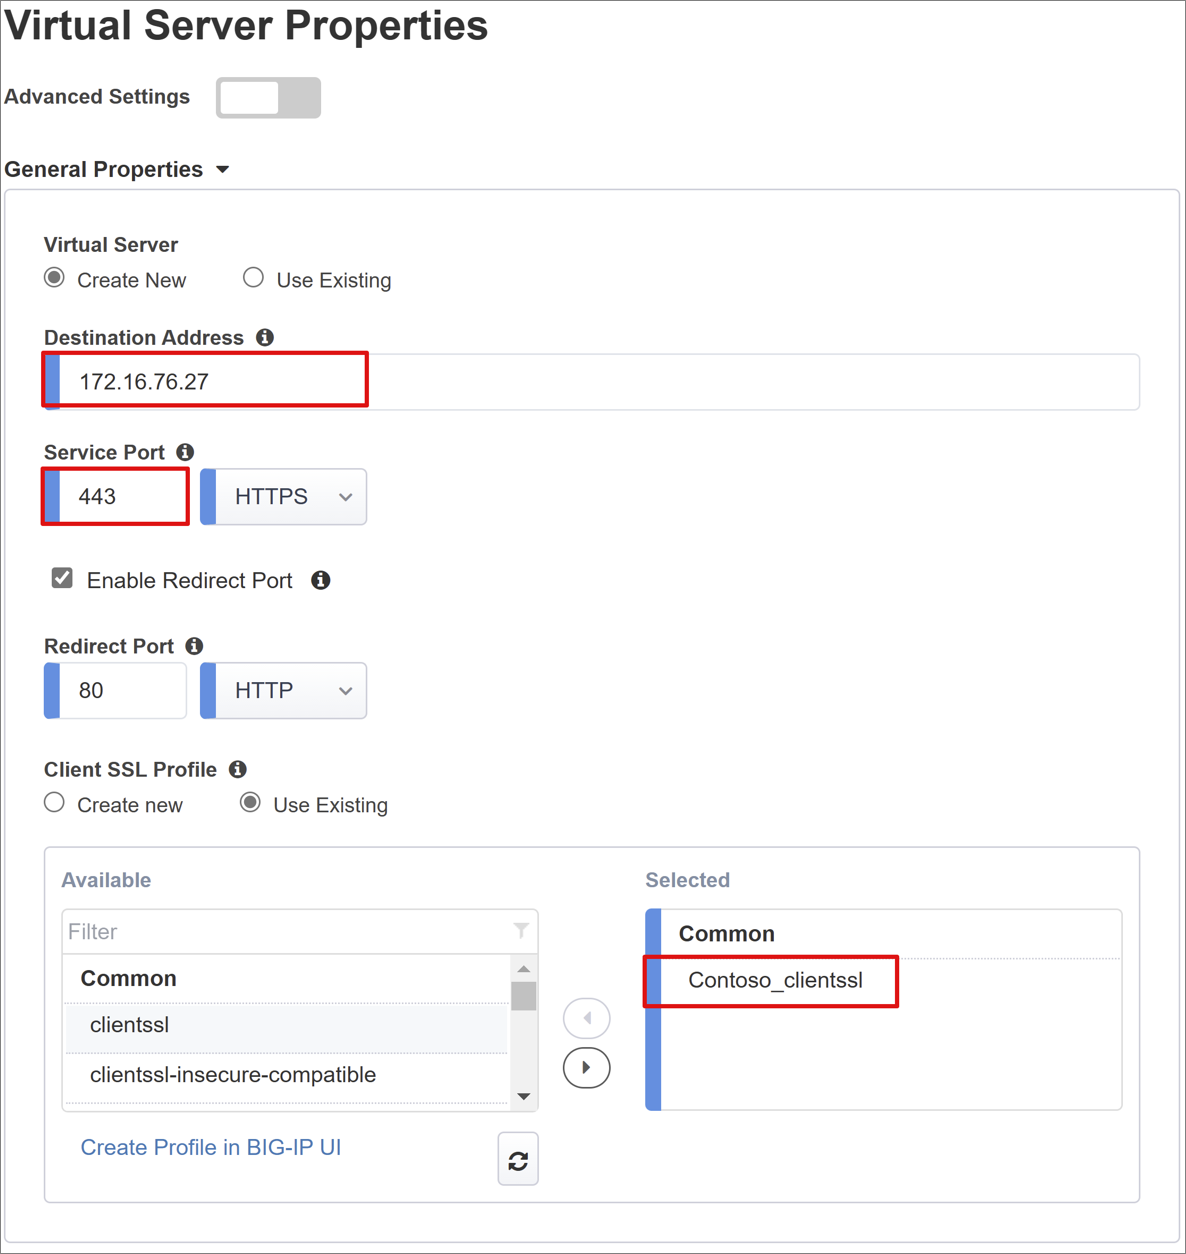 Virtual Server Properties
Advanced Settings
General Properties
Virtual Server
Create New Use Existing
Destination Address
172.16.76.27
Service Port
443 HTTPS
Enable Redirect Port
Redirect Port
80 HTTP
Client SSL Profile
Create new Use Existing
Available
Filter
Common
clientssl
clientssl-insecure-compatible
Create Profile in BIG-IP UI
Selected
Common
Contoso_clientssl